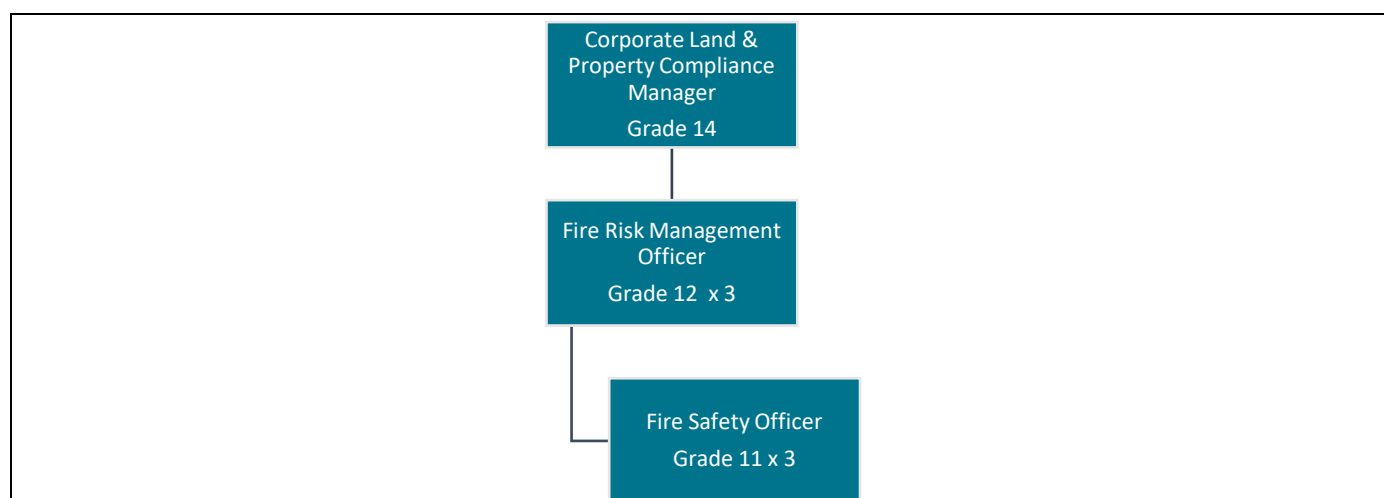 Corporate Land &
Property Compliance
Manager
Grade 14
Fire Risk Management
Officer
Grade 12  x 3
Fire Safety Officer
Grade 11 x 3